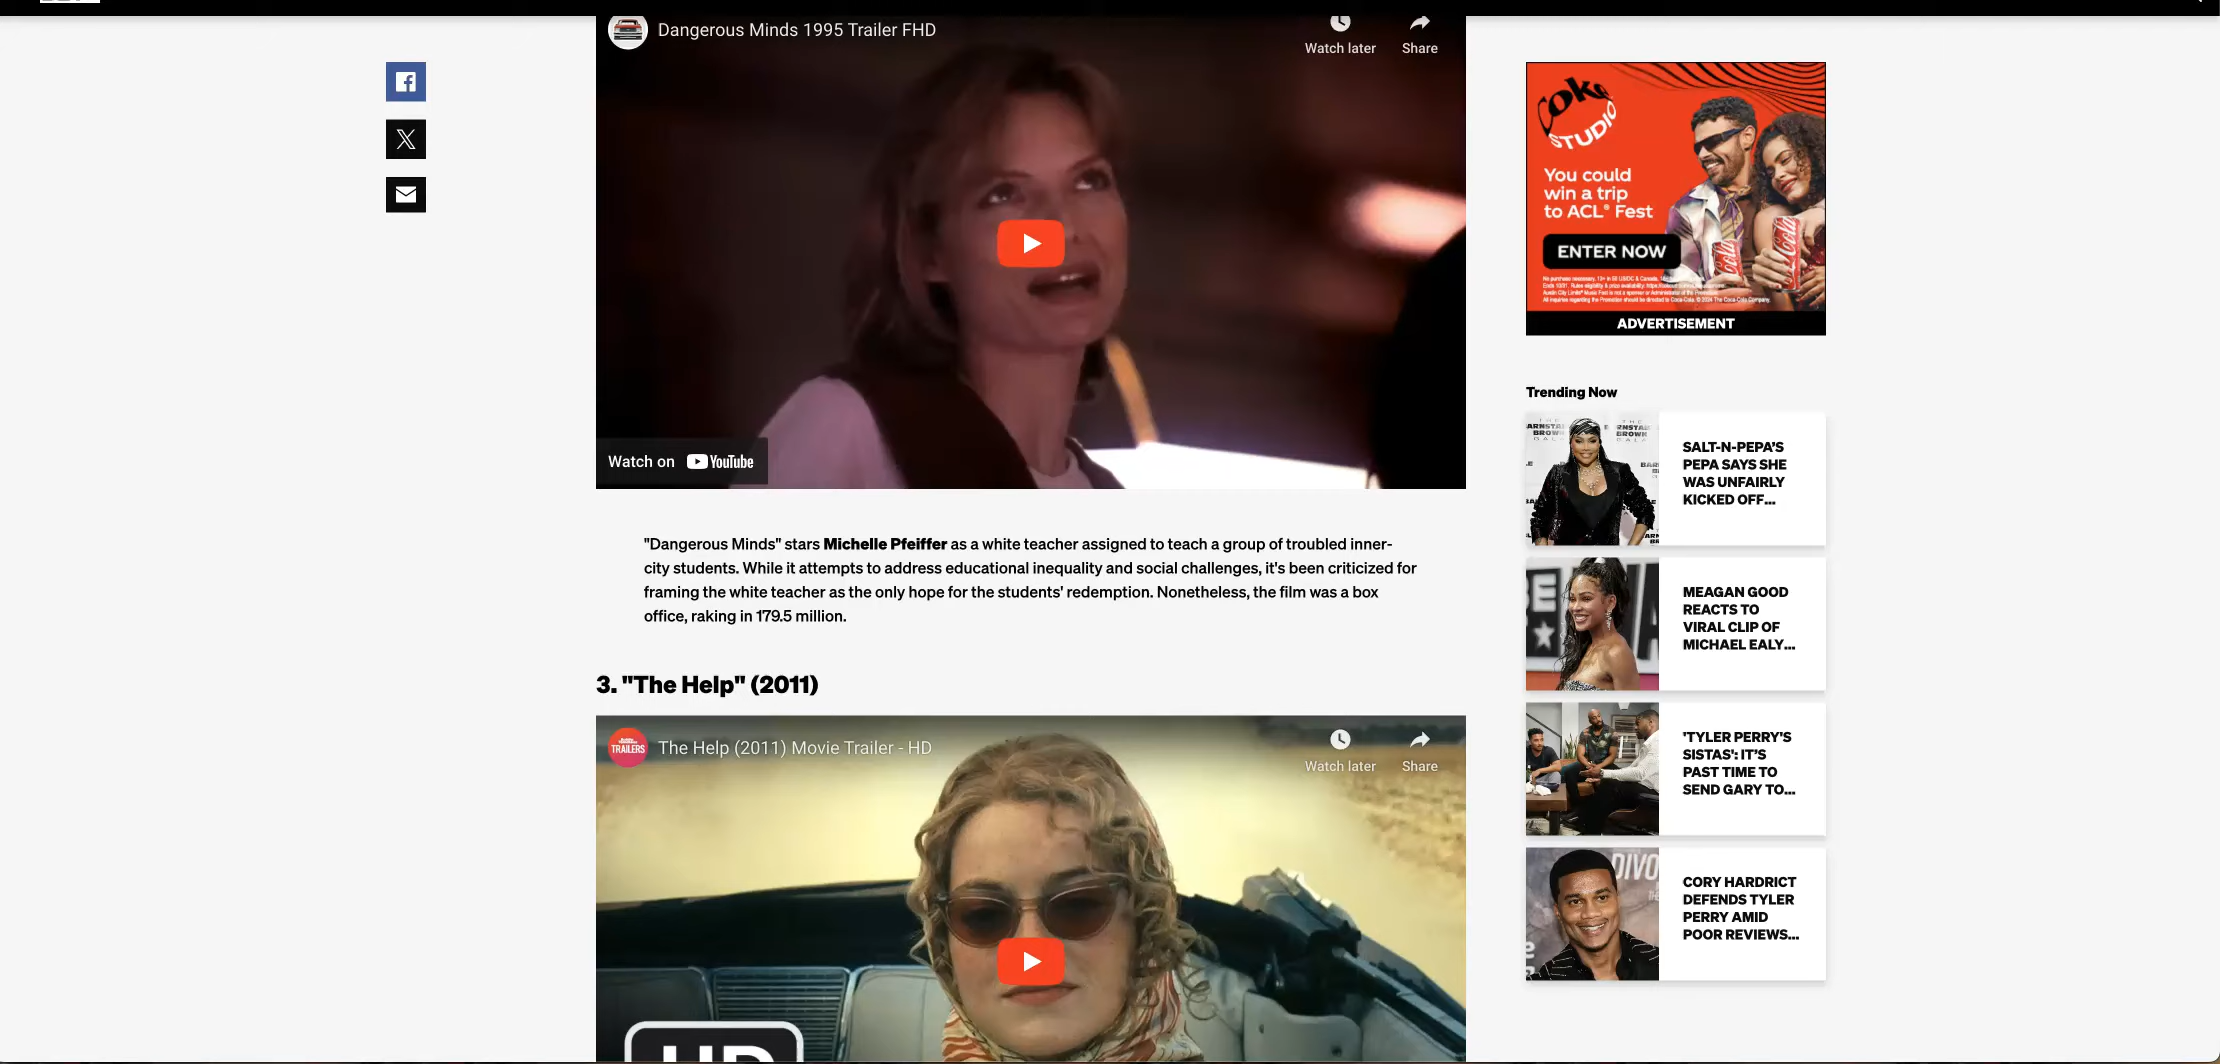 Dangerous Minds 1995 Trailer FHD
Watch later
Share
Watch on YouTube
"Dangerous Minds" stars Michelle Pfeiffer as a white teacher assigned to teach a group of troubled inner-
city students. While it attempts to address educational inequality and social challenges, it's been criticized for
framing the white teacher as the only hope for the students' redemption. Nonetheless, the film was a box
office, raking in 179.5 million.
3. "The Help" (2011)
TRAILERS
The Help (2011) Movie Trailer - HD
Watch later
Share
HD
Coke
STUDIO
You could
win a trip
to ACL® Fest
ENTER NOW
ADVERTISEMENT
Trending Now
SALT-N-PEPA'S
PEPA SAYS SHE
WAS UNFAIRLY
KICKED OFF...
MEAGAN GOOD
REACTS TO
VIRAL CLIP OF
MICHAEL EALY...
'TYLER PERRY'S
SISTAS': IT'S
PAST TIME TO
SEND GARY TO...
DIVO
CORY HARDRICT
DEFENDS TYLER
PERRY AMID
POOR REVIEWS...